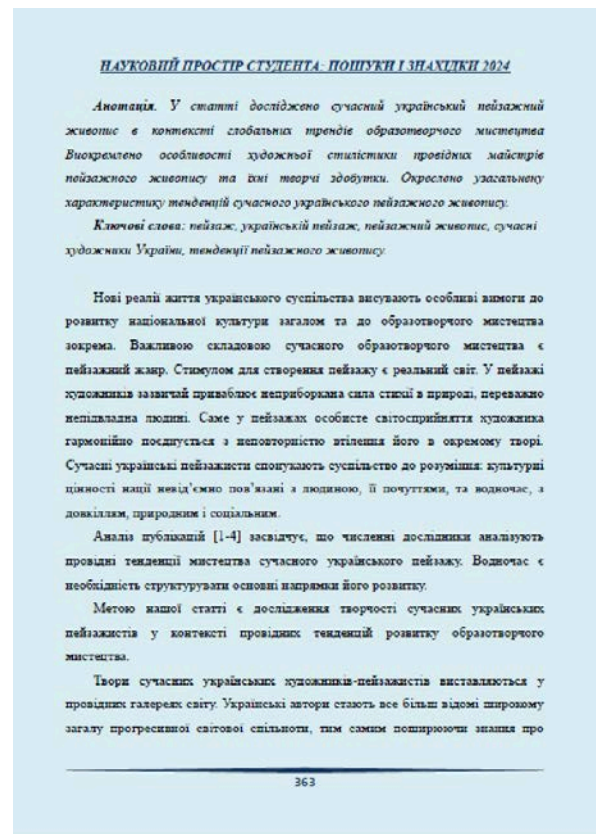 НАУКОВИЙ ПРОСТІР СТУДЕНТА: ПОШУКИ І ЗНАХІДКИ 2024
Анотація. У статті досліджено сучасний український пейзажний
живопис в контексті глобальних трендів образотворчого мистецтва
Виокремлено особливості художньої стилістики провідних майстрів
пейзажного живопису та їхні творчі здобутки. Окреслено узагальнену
характеристику тенденцій сучасного українського пейзажного живопису.
Ключові слова: пейзаж, українській пейзаж, пейзажний живопис, сучасні
художники України, тенденції пейзажного живопису.
Нові реалії життя українського суспільства висувають особливі вимоги до
розвитку національної культури загалом та до образотворчого мистецтва
зокрема. Важливою складовою сучасного образотворчого мистецтва є
пейзажний жанр. Стимулом для створення пейзажу є реальний світ. У пейзажі
художників зазвичай приваблює неприборкана сила стихії в природі, переважно
непідвладна людині. Саме у пейзажах особисте світосприйняття художника
гармонійно поєднується з неповторністю втілення його в окремому творі.
Сучасні українські пейзажисти спонукають суспільство до розуміння: культурні
цінності нації невід’ємно пов’язані з людиною, її почуттями, та водночас, з
довкіллям, природним і соціальним.
Аналіз публікацій [1-4] засвідчує, що численні дослідники аналізують
провідні тенденції мистецтва сучасного українського пейзажу. Водночас є
необхідність структурувати основні напрямки його розвитку.
Метою нашої статті є дослідження творчості сучасних українських
пейзажистів у контексті провідних тенденцій розвитку образотворчого
мистецтва.
Твори сучасних українських художників-пейзажистів виставляються у
провідних галереях світу. Українські автори стають все більш відомі широкому
загалу прогресивної світової спільноти, тим самим поширюючи знання про
363